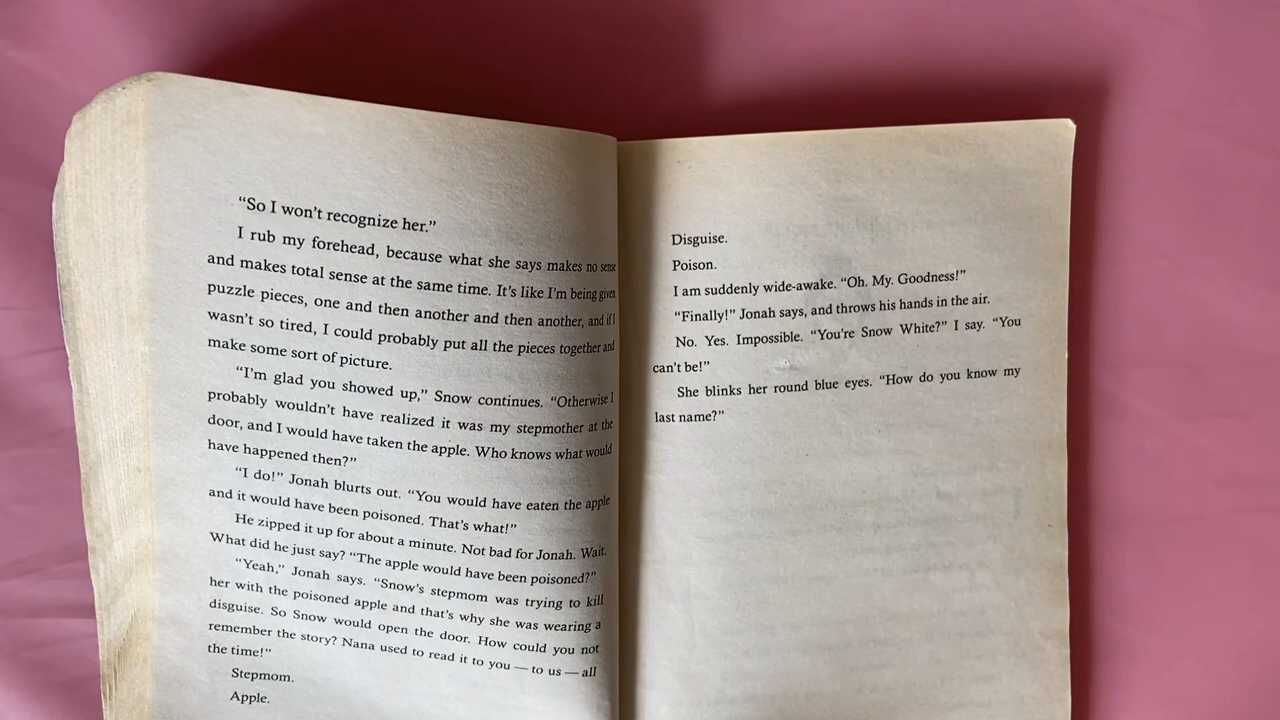 “So I won’t recognize her.”
I rub my forehead, because what she says makes no sense
and makes total sense at the same time. It’s like I’m being given
puzzle pieces, one and then another and then another, and if I
wasn’t so tired, I could probably put all the pieces together and
make some sort of picture.
“I’m glad you showed up,” Snow continues. “Otherwise I
probably wouldn’t have realized it was my stepmother at the
door, and I would have taken the apple. Who knows what would
have happened then?”
“I do!” Jonah blurts out. “You would have eaten the apple
and it would have been poisoned. That’s what!”
He zipped it up for about a minute. Not bad for Jonah. Wait.
What did he just say? “The apple would have been poisoned?”
“Yeah,” Jonah says. “Snow’s stepmom was trying to kill
her with the poisoned apple and that’s why she was wearing a
disguise. So Snow would open the door. How could you not
remember the story? Nana used to read it to you — to us — all
the time!”
Stepmom.
Apple.
Disguise.
Poison.
I am suddenly wide-awake. “Oh. My. Goodness!”
“Finally!” Jonah says, and throws his hands in the air.
No. Yes. Impossible. “You’re Snow White?” I say. “You
can’t be!”
She blinks her round blue eyes. “How do you know my
last name?”